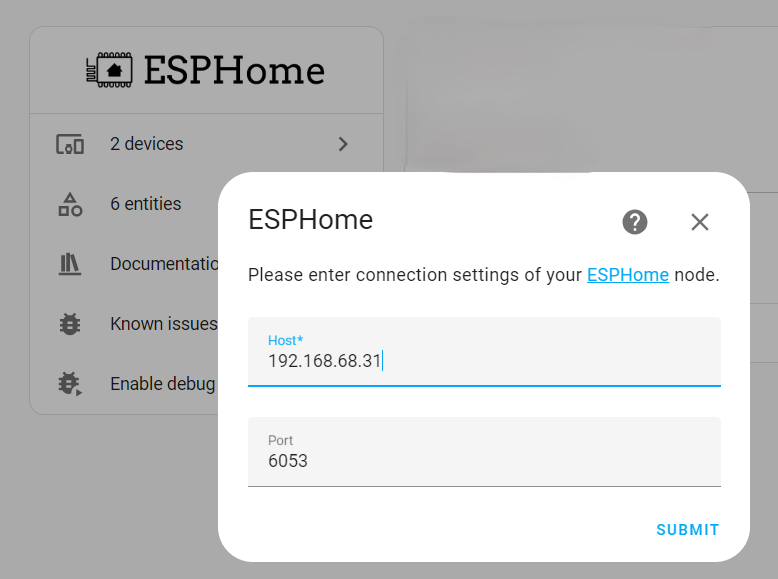 ESPHome
2 devices
6 entities
Documentatio
Known issues
Enable debug
ESPHome
Please enter connection settings of your ESPHome node.
Host*
192.168.68.31
Port
6053
SUBMIT